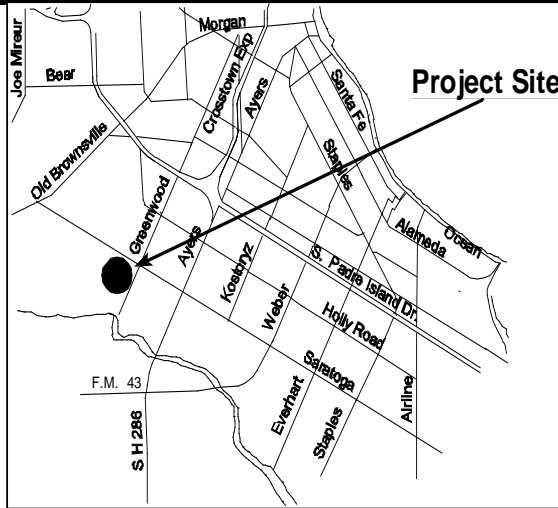 Joe Mireur
Morgan
Bear
Crosstown Exp
Ayers
Santa Fe
Project Site
Old Brownsville
Staples
Greenwood
Ayers
Kostoryz
Alameda
Ocean
S. Padre Island Dr.
Weber
Holly Road
Saratoga
F.M. 43
Airline
Everhart
Staples
S H 286